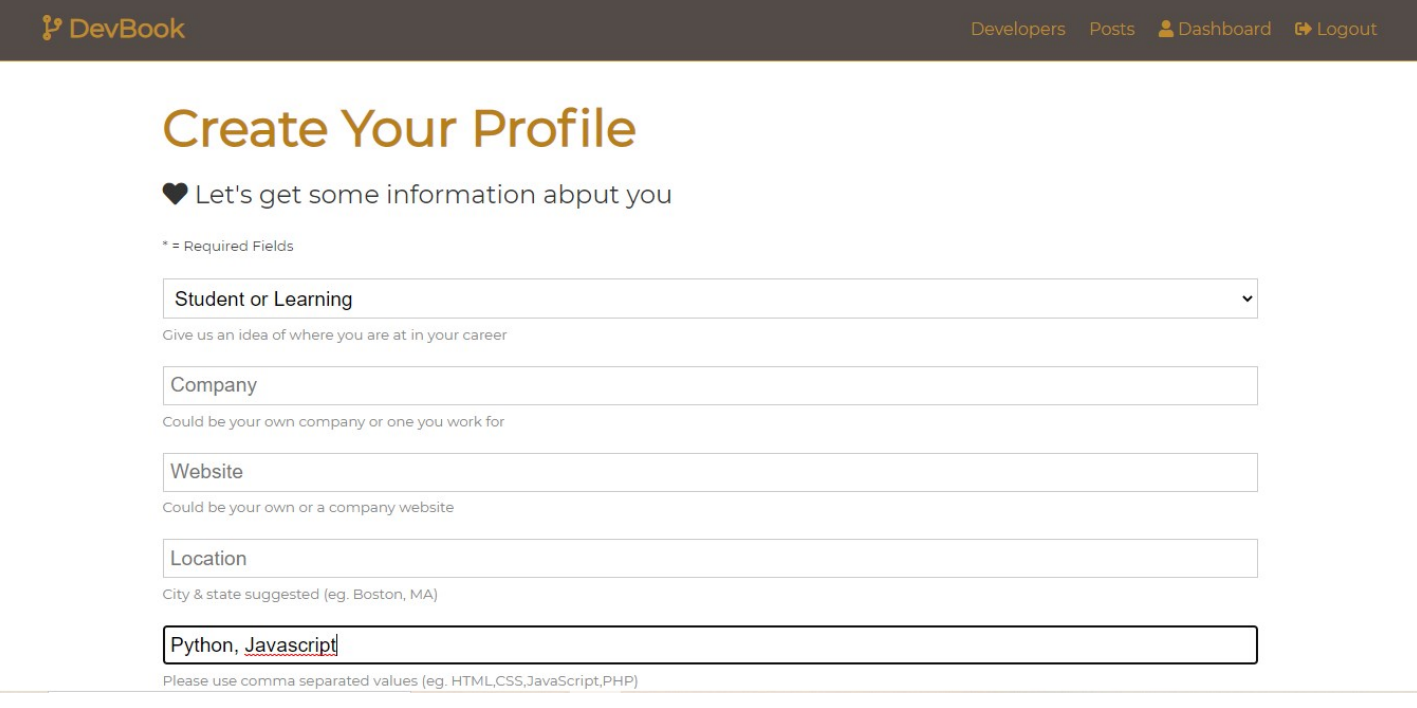 DevBook Developers Posts Dashboard Logout
Create Your Profile
Let's get some information abput you
* = Required Fields
Student or Learning
Give us an idea of where you are at in your career
Company
Could be your own company or one you work for
Website
Could be your own or a company website
Location
City & state suggested (eg. Boston, MA)
Python, Javascript
Please use comma separated values (eg. HTML,CSS,JavaScript,PHP)